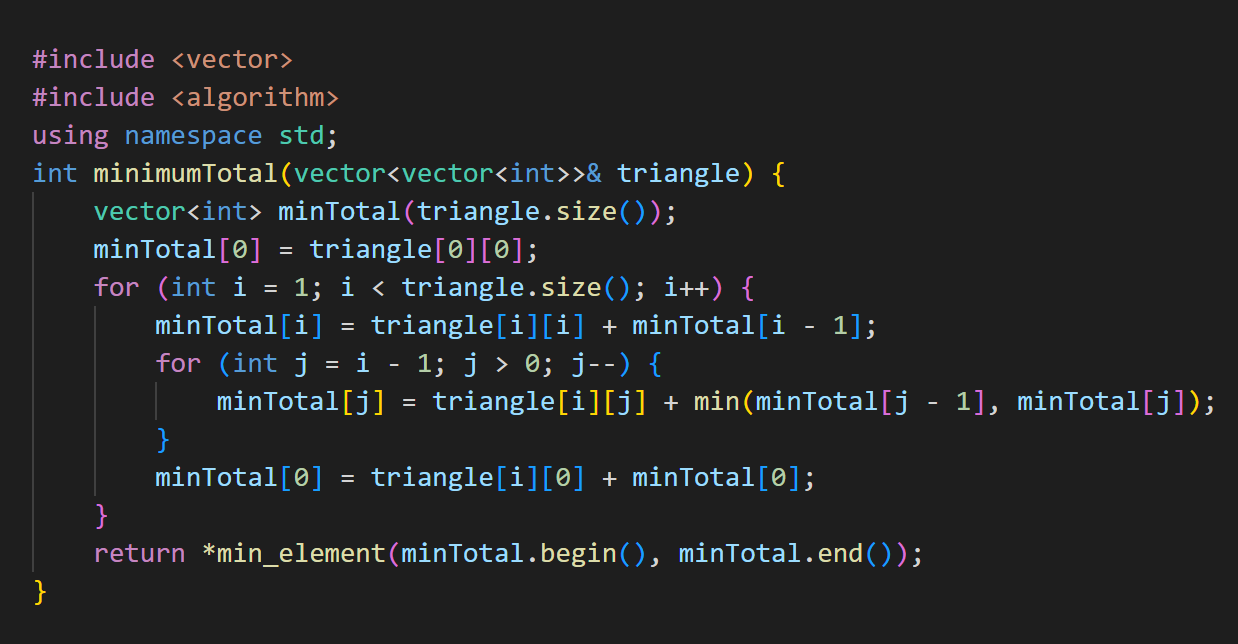 #include <vector>
#include <algorithm>
using namespace std;
int minimumTotal(vector<vector<int>>& triangle) {
    vector<int> minTotal(triangle.size());
    minTotal[0] = triangle[0][0];
    for (int i = 1; i < triangle.size(); i++) {
        minTotal[i] = triangle[i][i] + minTotal[i - 1];
        for (int j = i - 1; j > 0; j--) {
            minTotal[j] = triangle[i][j] + min(minTotal[j - 1], minTotal[j]);
        }
        minTotal[0] = triangle[i][0] + minTotal[0];
    }
    return *min_element(minTotal.begin(), minTotal.end());
}